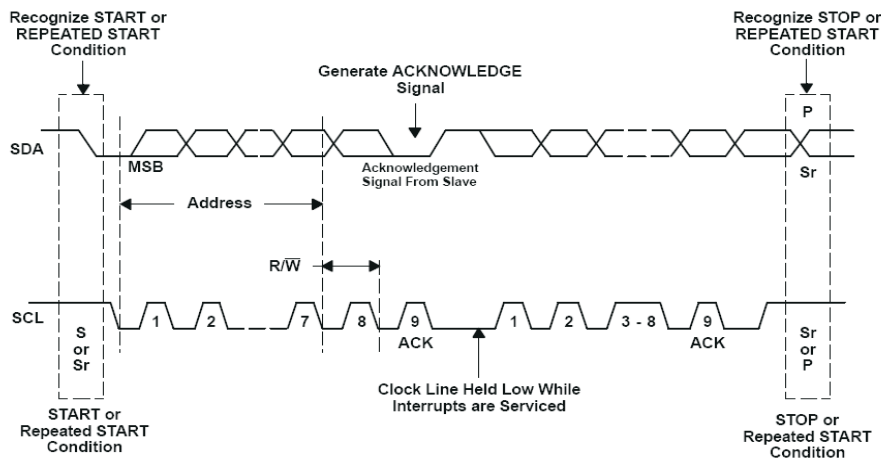 Recognize START or
REPEATED START
Condition
Recognize STOP or
REPEATED START
Condition
Generate ACKNOWLEDGE
Signal
P
SDA
MSB
Acknowledgement
Signal From Slave
Sr
Address
R/W̅
SCL
S
or
Sr
1
2
7
8
9
ACK
1
2
3 - 8
9
ACK
Sr
or
P
Clock Line Held Low While
Interrupts are Serviced
START or
Repeated START
Condition
STOP or
Repeated START
Condition